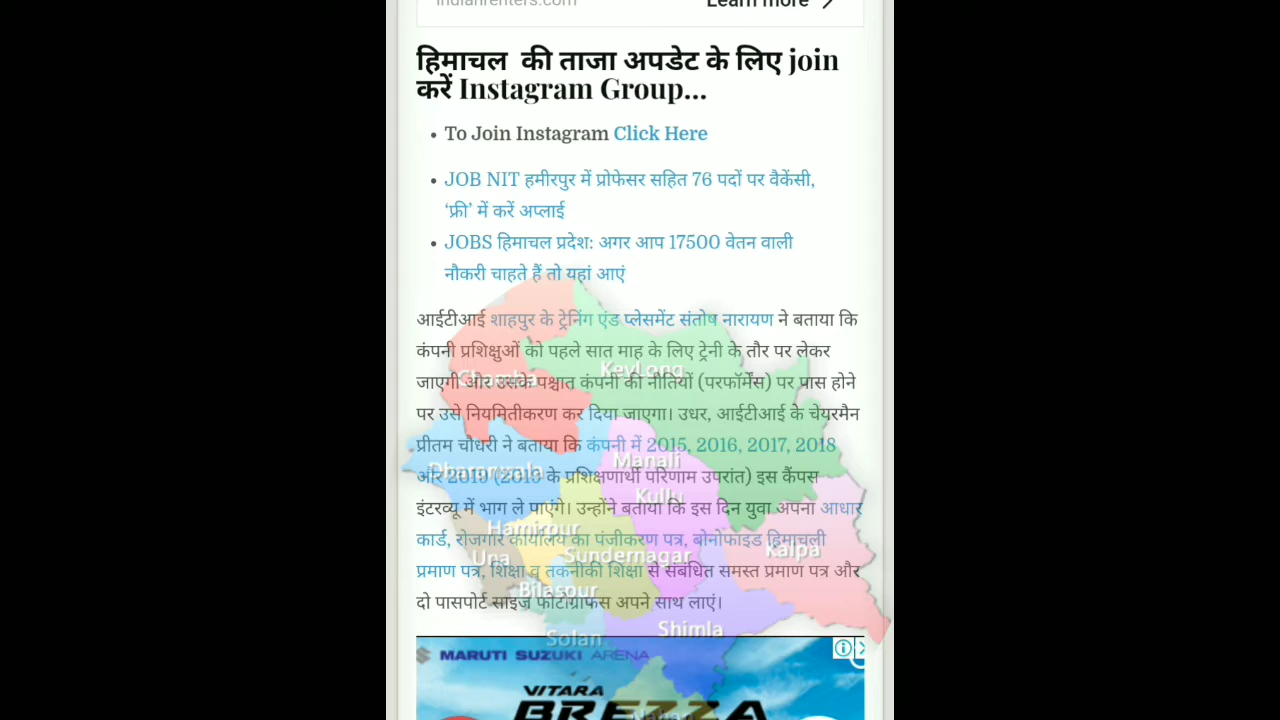 indianrenters.com Learn more
हिमाचल की ताजा अपडेट के लिए join
करें Instagram Group...
• To Join Instagram Click Here
• JOB NIT हमीरपुर में प्रोफेसर सहित 76 पदों पर वैकेंसी,
‘फ्री’ में करें अप्लाई
• JOBS हिमाचल प्रदेश: अगर आप 17500 वेतन वाली
नौकरी चाहते हैं तो यहां आएं
आईटीआई शाहपुर के ट्रेनिंग एंड प्लेसमेंट संतोष नारायण ने बताया कि
कंपनी प्रशिक्षुओं को पहले सात माह के लिए ट्रेनी के तौर पर लेकर
KeyLong
Chamba
जाएगी और उसके पश्चात कंपनी की नीतियों (परफॉर्मेंस) पर प्रास होने
पर उसे नियमितीकरण कर दिया जाएगा। उधर, आईटीआई के चेयरमैन
प्रीतम चौधरी ने बताया कि कंपनी में 2015, 2016, 2017, 2018
Manali
Dharamwala
और 2019 (2019 के प्रशिक्षणार्थी परिणाम उपरांत) इस कैंपस
Kullu
इंटरव्यू में भाग ले पाएंगे। उन्होंने बताया कि इस दिन युवा अपना आधार
Hamirpur
कार्ड, रोजगार कार्यालय का पंजीकरण पत्र, बोनोफाइड हिमाचली
Una Sundernagar Kalpa
प्रमाण पत्र, शिक्षा व तकनीकी शिक्षा से संबंधित समस्त प्रमाण पत्र और
Bilaspur
दो पासपोर्ट साइज फोटोग्राफस अपने साथ लाएं।
Shimla
Solan
MARUTI SUZUKI ARENA
VITARA
BREZZA
Nahan